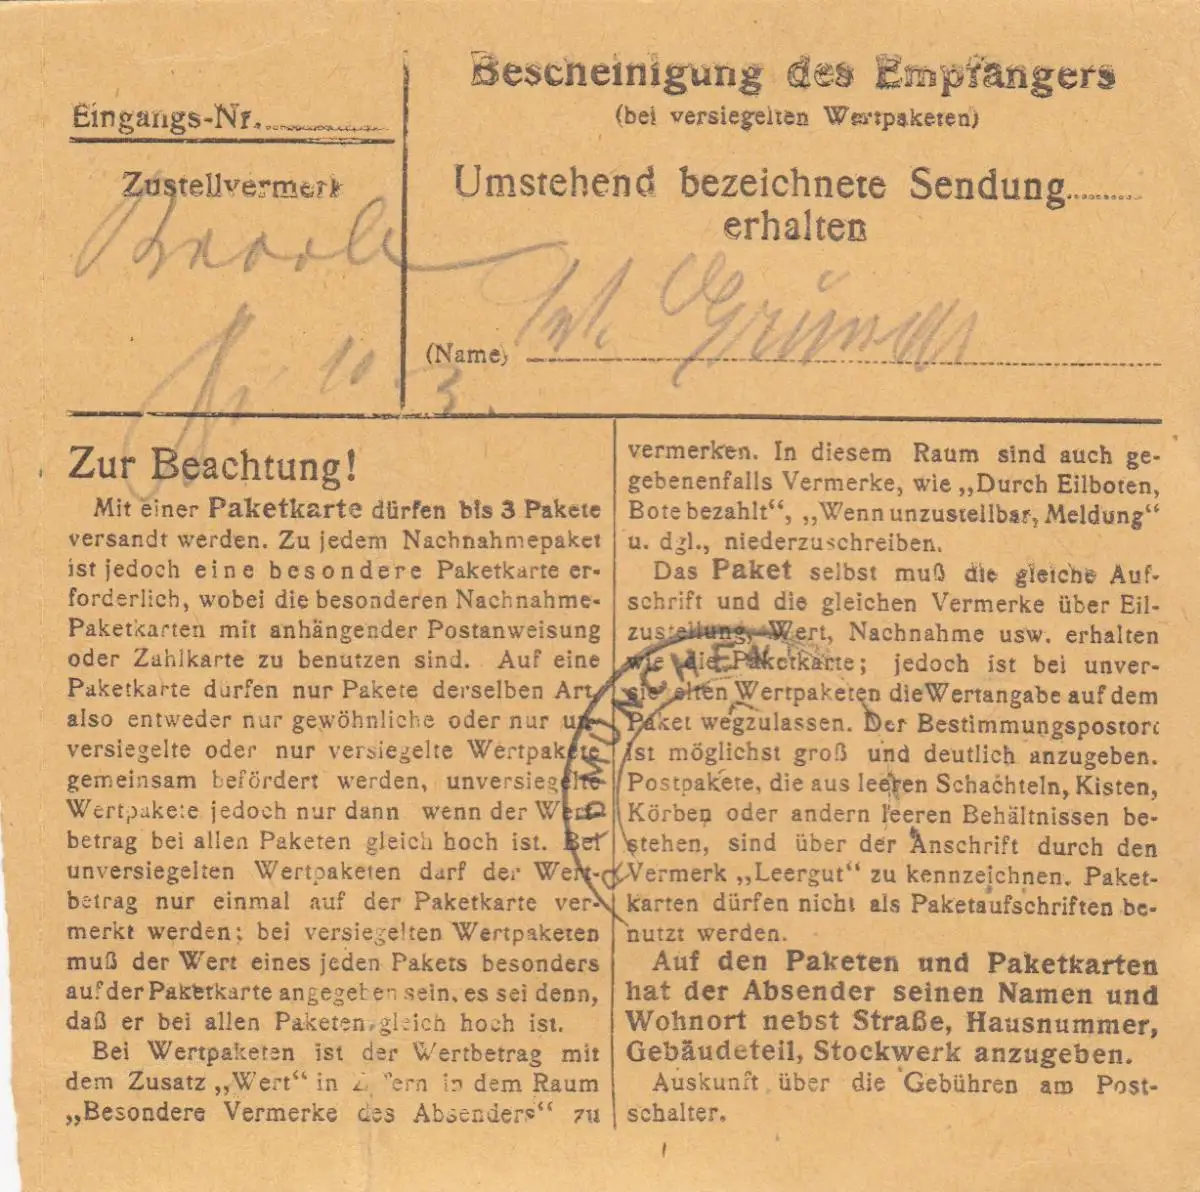 Eingangs-Nr.
Zustellvermerk
Nr. 10
3.
Bescheinigung des Empfängers
(bei versiegelten Wertpaketen)
Umstehend bezeichnete Sendung
erhalten
(Name)
Zur Beachtung!
Mit einer Paketkarte dürfen bis 3 Pakete
versandt werden. Zu jedem Nachnahmepaket
ist jedoch eine besondere Paketkarte er-
forderlich, wobei die besonderen Nachnahme-
Paketkarten mit anhängender Postanweisung
oder Zahlkarte zu benutzen sind. Auf eine
Paketkarte dürfen nur Pakete derselben Art,
also entweder nur gewöhnliche oder nur un-
versiegelte oder nur versiegelte Wertpakete
gemeinsam befördert werden, unversiegelte
Wertpakete jedoch nur dann wenn der Wert-
betrag bei allen Paketen gleich hoch ist. Bei
unversiegelten Wertpaketen darf der Wert-
betrag nur einmal auf der Paketkarte ver-
merkt werden; bei versiegelten Wertpaketen
muß der Wert eines jeden Pakets besonders
auf der Paketkarte angegeben sein, es sei denn,
daß er bei allen Paketen gleich hoch ist.
Bei Wertpaketen ist der Wertbetrag mit
dem Zusatz „Wert“ in Ziffern in dem Raum
„Besondere Vermerke des Absenders“ zu
vermerken. In diesem Raum sind auch ge-
gebenenfalls Vermerke, wie „Durch Eilboten,
Bote bezahlt“, „Wenn unzustellbar, Meldung“
u. dgl., niederzuschreiben.
Das Paket selbst muß die gleiche Auf-
schrift und die gleichen Vermerke über Eil-
zustellung, Wert, Nachnahme usw. erhalten
wie die Paketkarte; jedoch ist bei unver-
siegelten Wertpaketen die Wertangabe auf dem
Paket wegzulassen. Der Bestimmungspostort
ist möglichst groß und deutlich anzugeben.
Postpakete, die aus leeren Schachteln, Kisten,
Körben oder andern leeren Behältnissen be-
stehen, sind über der Anschrift durch den
Vermerk „Leergut“ zu kennzeichnen. Paket-
karten dürfen nicht als Paketaufschriften be-
nutzt werden.
Auf den Paketen und Paketkarten
hat der Absender seinen Namen und
Wohnort nebst Straße, Hausnummer,
Gebäudeteil, Stockwerk anzugeben.
Auskunft über die Gebühren am Post-
schalter.
MÜNCHEN